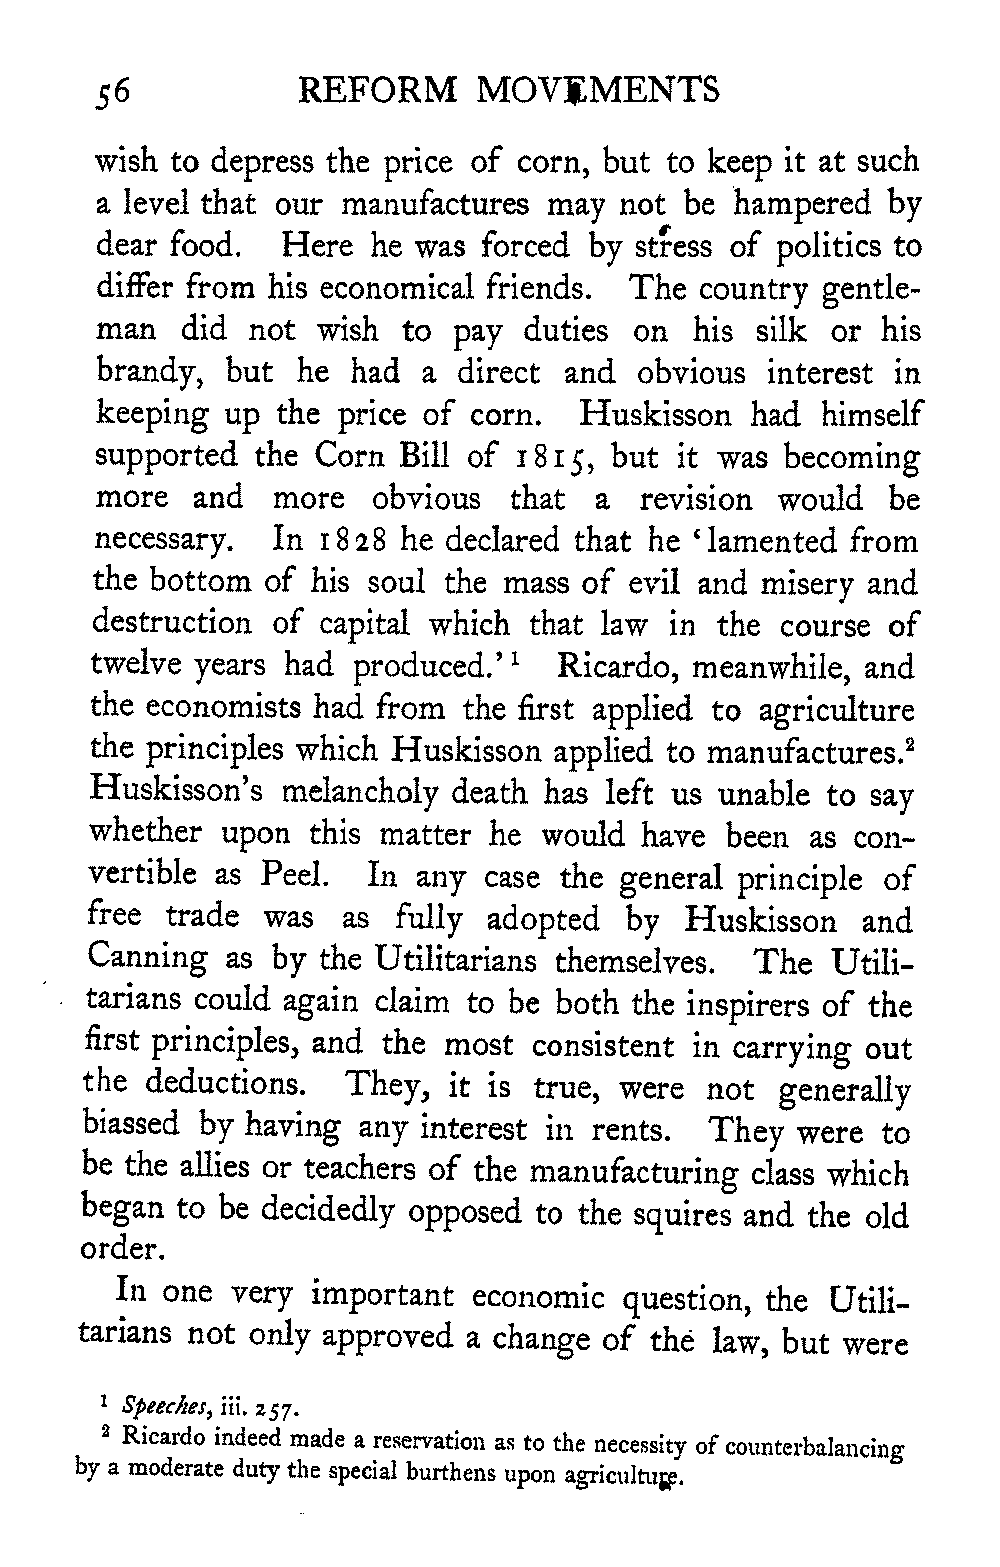 56 REFORM MOVEMENTS
wish to depress the price of corn, but to keep it at such
a level that our manufactures may not be hampered by
dear food. Here he was forced by stress of politics to
differ from his economical friends. The country gentle-
man did not wish to pay duties on his silk or his
brandy, but he had a direct and obvious interest in
keeping up the price of corn. Huskisson had himself
supported the Corn Bill of 1815, but it was becoming
more and more obvious that a revision would be
necessary. In 1828 he declared that he ‘lamented from
the bottom of his soul the mass of evil and misery and
destruction of capital which that law in the course of
twelve years had produced.’ ¹ Ricardo, meanwhile, and
the economists had from the first applied to agriculture
the principles which Huskisson applied to manufactures.²
Huskisson’s melancholy death has left us unable to say
whether upon this matter he would have been as con-
vertible as Peel. In any case the general principle of
free trade was as fully adopted by Huskisson and
Canning as by the Utilitarians themselves. The Utili-
tarians could again claim to be both the inspirers of the
first principles, and the most consistent in carrying out
the deductions. They, it is true, were not generally
biassed by having any interest in rents. They were to
be the allies or teachers of the manufacturing class which
began to be decidedly opposed to the squires and the old
order.
In one very important economic question, the Utili-
tarians not only approved a change of the law, but were
¹ Speeches, iii. 257.
² Ricardo indeed made a reservation as to the necessity of counterbalancing
by a moderate duty the special burthens upon agriculture.